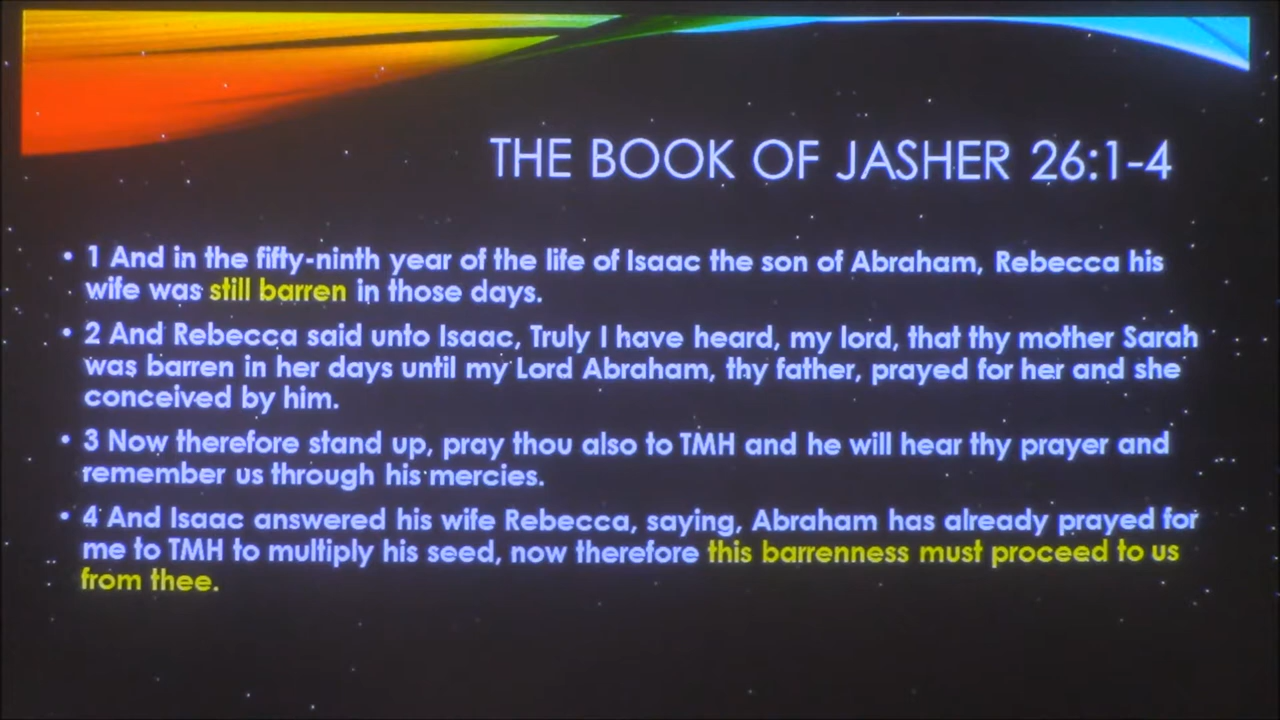 THE BOOK OF JASHER 26:1-4
• 1 And in the fifty-ninth year of the life of Isaac the son of Abraham, Rebecca his
wife was still barren in those days.
• 2 And Rebecca said unto Isaac, Truly I have heard, my lord, that thy mother Sarah
was barren in her days until my Lord Abraham, thy father, prayed for her and she
conceived by him.
• 3 Now therefore stand up, pray thou also to TMH and he will hear thy prayer and
remember us through his mercies.
• 4 And Isaac answered his wife Rebecca, saying, Abraham has already prayed for
me to TMH to multiply his seed, now therefore this barrenness must proceed to us
from thee.